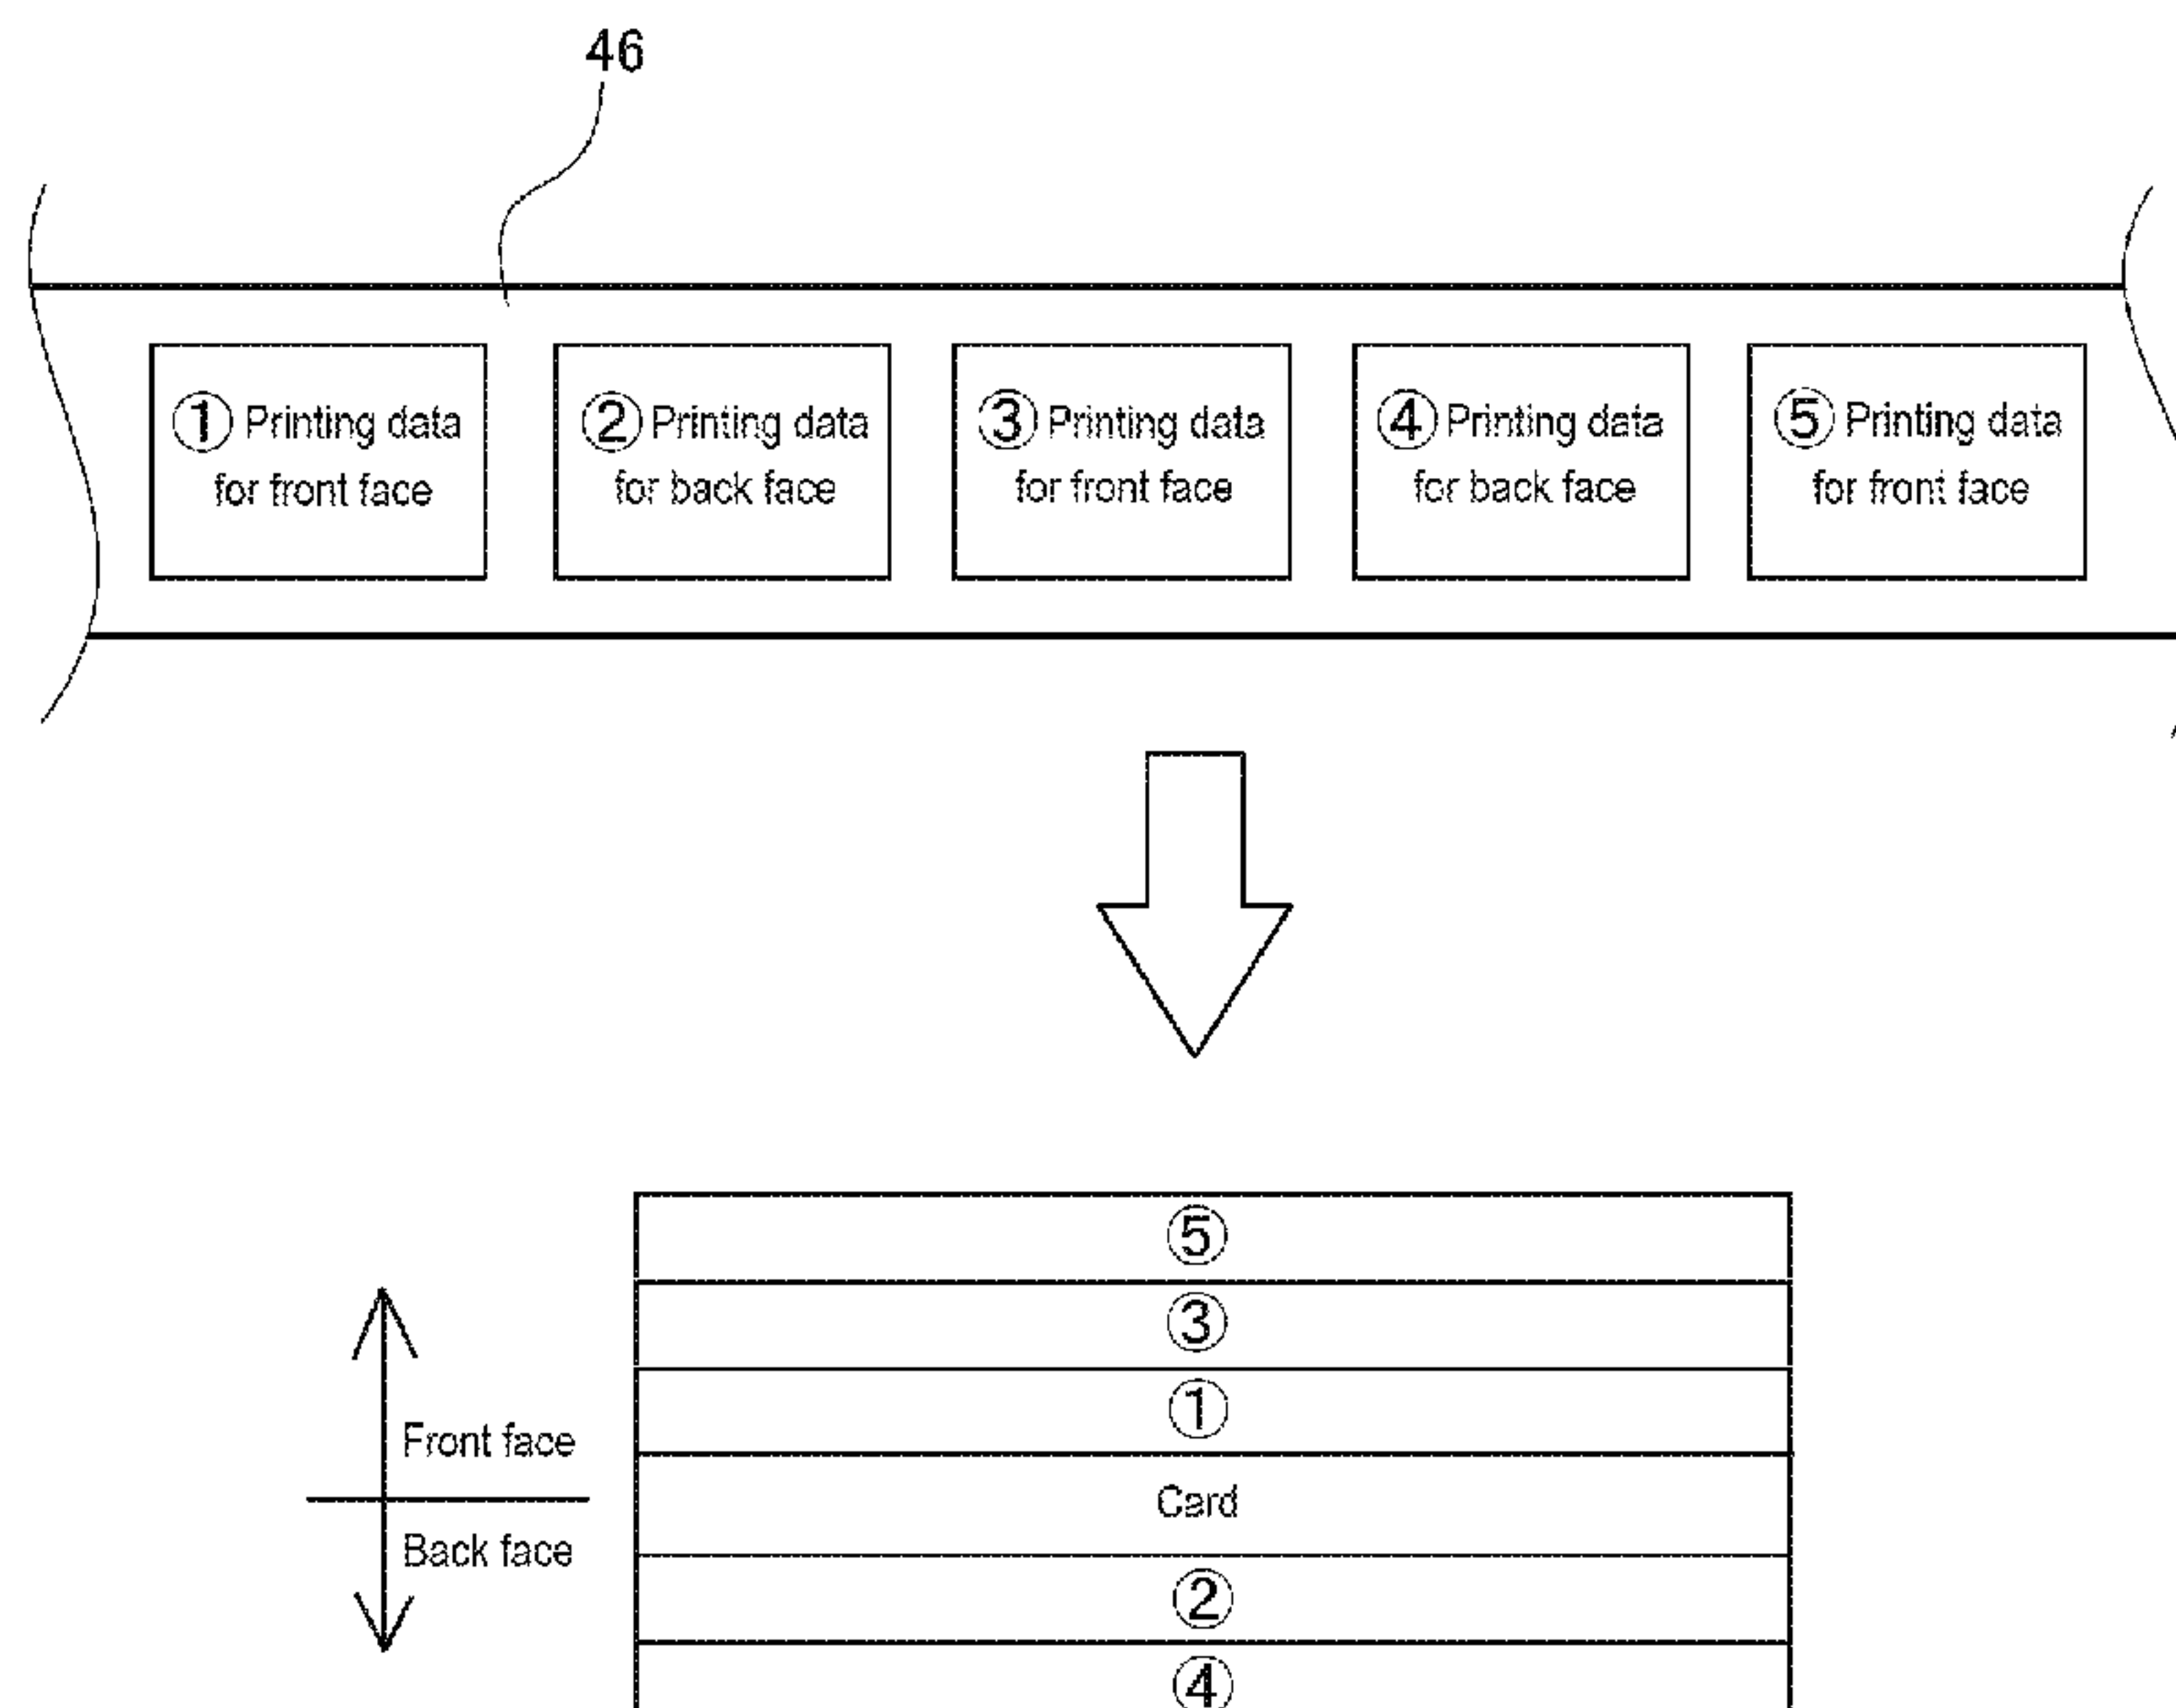 46
① Printing data
for front face
② Printing data
for back face
③ Printing data
for front face
④ Printing data
for back face
⑤ Printing data
for front face
⑤
③
①
Front face
Card
Back face
②
④